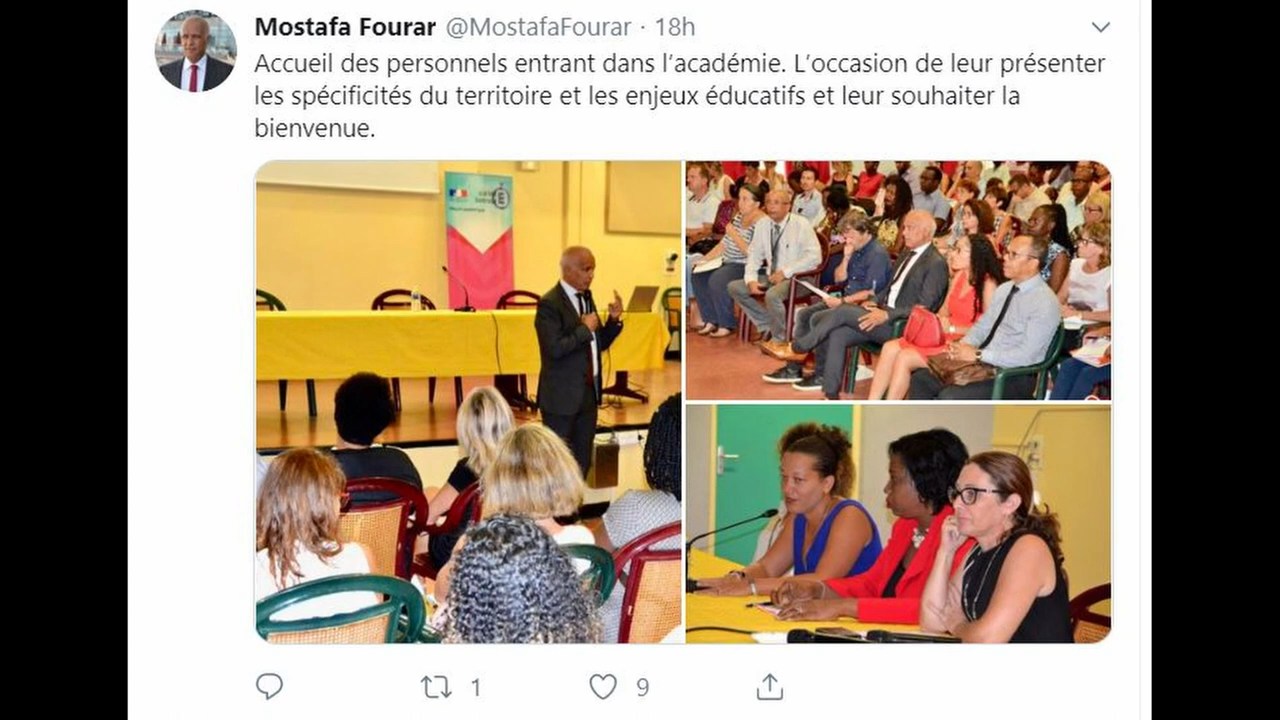 Mostafa Fourar @MostafaFourar · 18h
Accueil des personnels entrant dans l'académie. L'occasion de leur présenter
les spécificités du territoire et les enjeux éducatifs et leur souhaiter la
bienvenue.
1
9